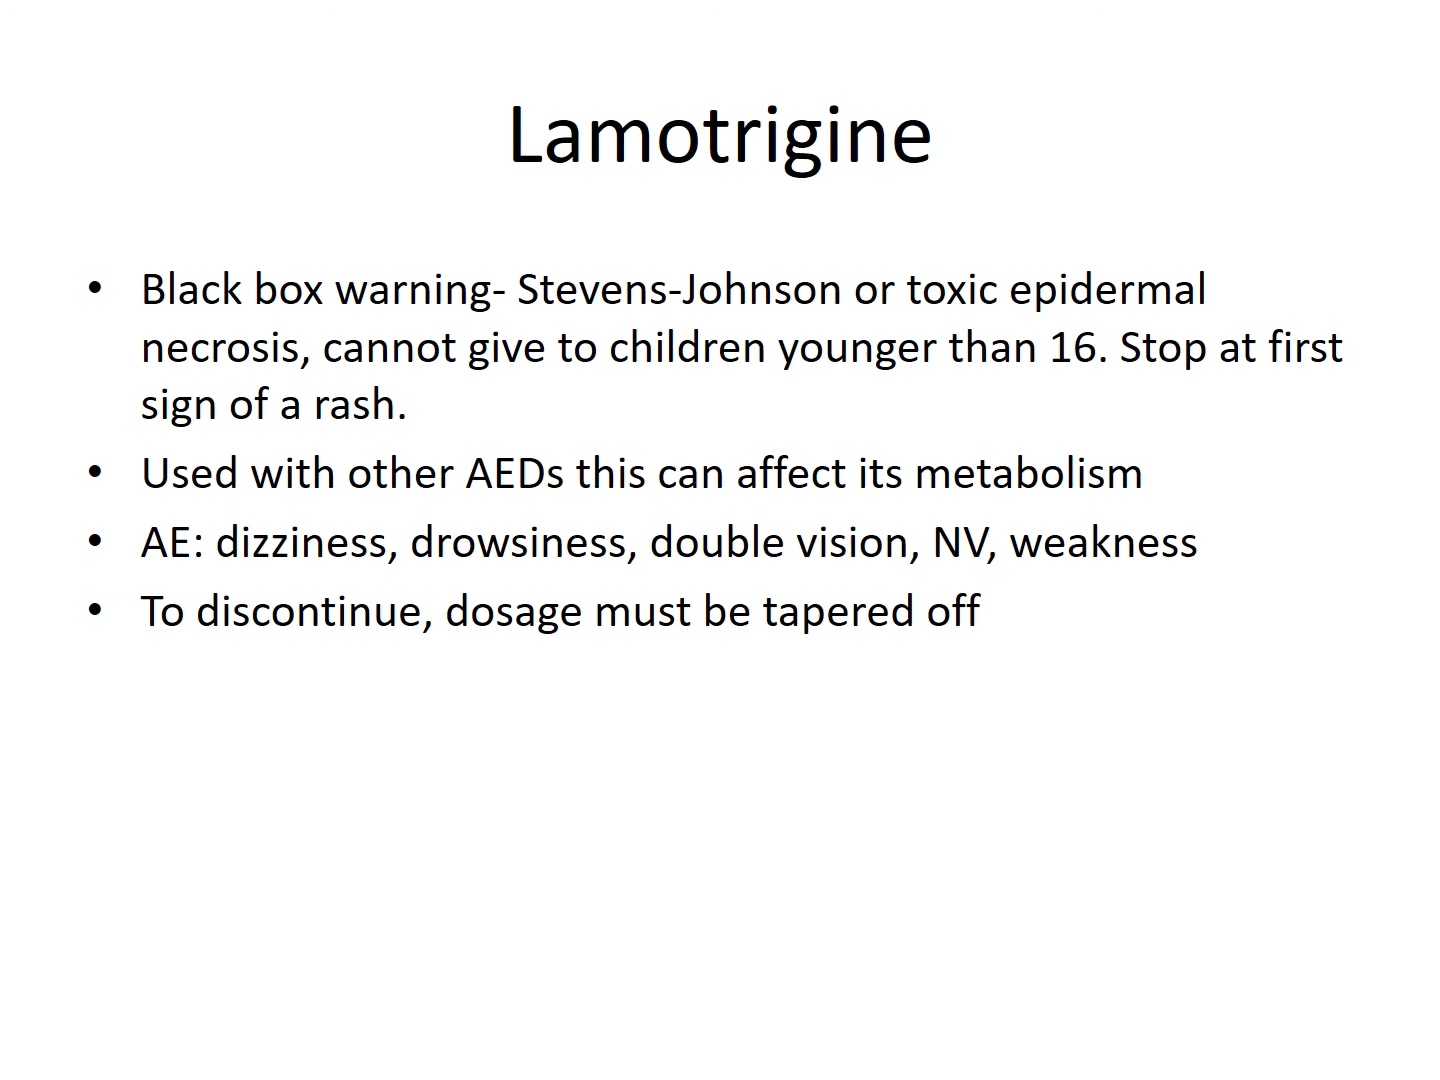 Lamotrigine
• Black box warning- Stevens-Johnson or toxic epidermal
necrosis, cannot give to children younger than 16. Stop at first
sign of a rash.
• Used with other AEDs this can affect its metabolism
• AE: dizziness, drowsiness, double vision, NV, weakness
• To discontinue, dosage must be tapered off